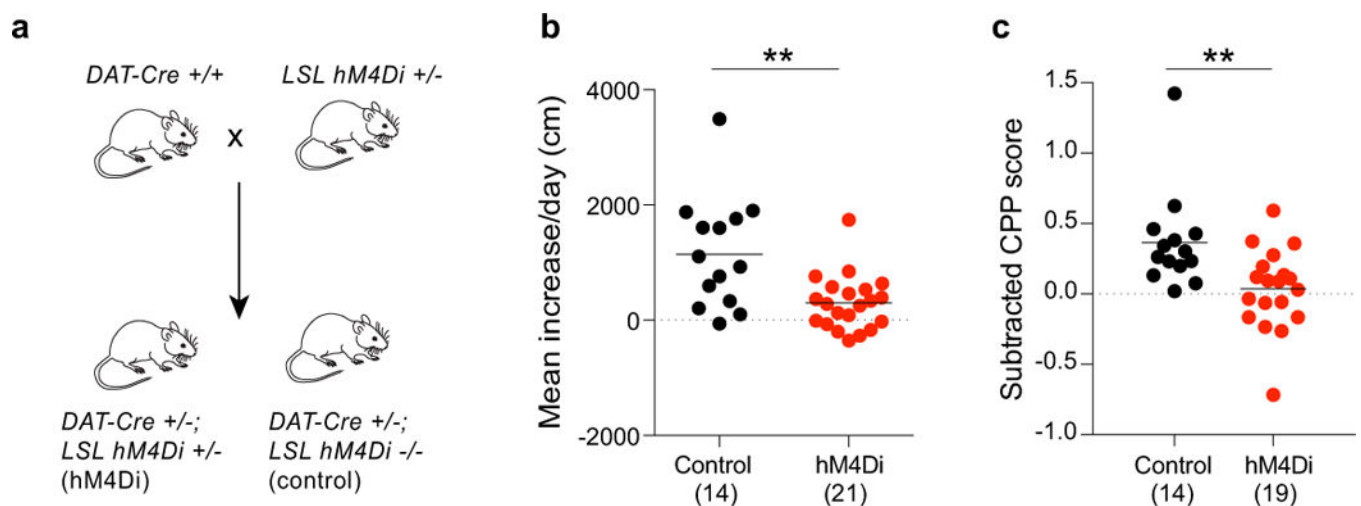 a
DAT-Cre +/+
LSL hM4Di +/-
x
DAT-Cre +/-;
LSL hM4Di +/-
(hM4Di)
DAT-Cre +/-;
LSL hM4Di -/-
(control)
b
**
Mean increase/day (cm)
4000
2000
0
-2000
Control
(14)
hM4Di
(21)
c
**
Subtracted CPP score
1.5
1.0
0.5
0.0
-0.5
-1.0
Control
(14)
hM4Di
(19)